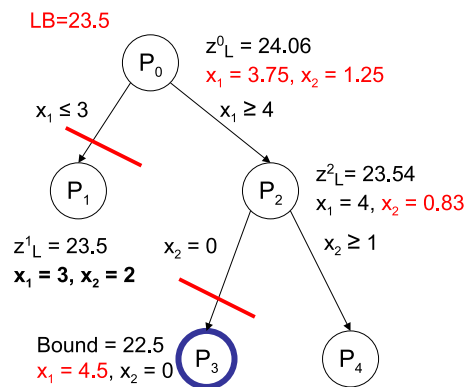 LB=23.5
z⁰L = 24.06
P₀
x₁ = 3.75, x₂ = 1.25
x₁ ≤ 3
x₁ ≥ 4
P₁
P₂
z²L = 23.54
x₁ = 4, x₂ = 0.83
z¹L = 23.5
x₂ = 0
x₂ ≥ 1
x₁ = 3, x₂ = 2
Bound = 22.5
x₁ = 4.5, x₂ = 0
P₃
P₄